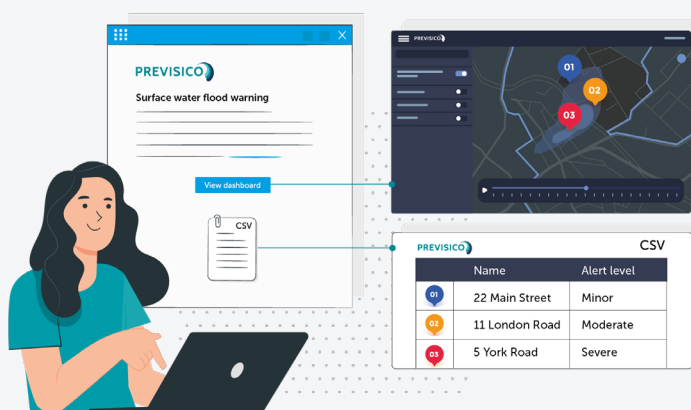 PREVISICO
Surface water flood warning
View dashboard
CSV
PREVISICO
01
02
03
PREVISICO
CSV
Name Alert level
01 22 Main Street Minor
02 11 London Road Moderate
03 5 York Road Severe